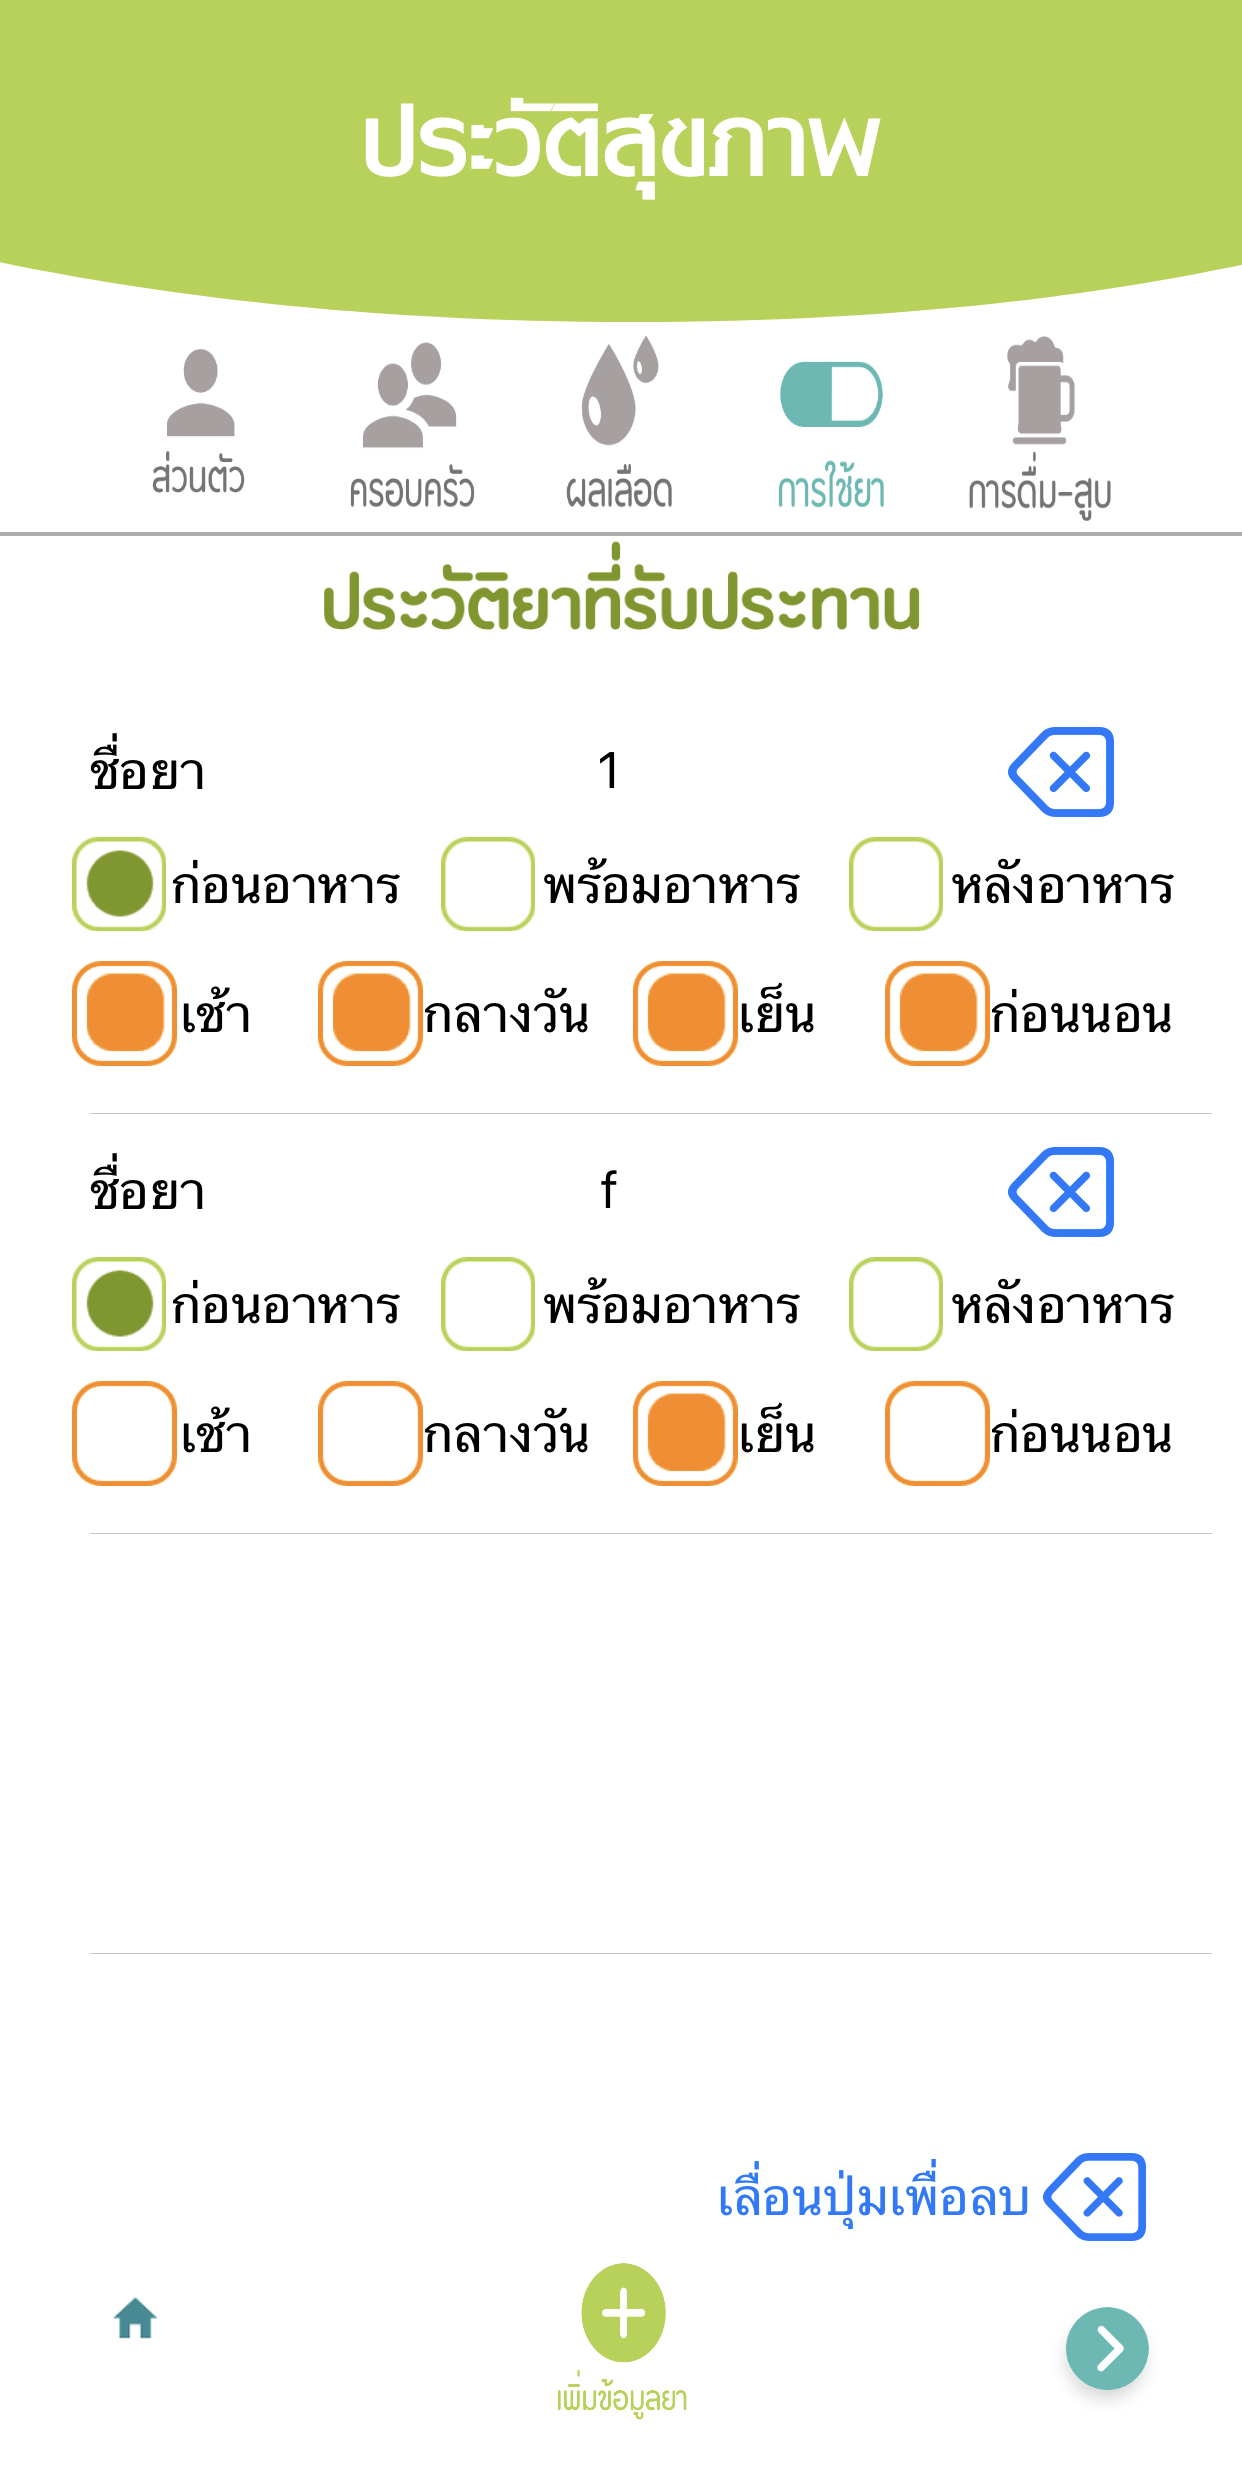 ประวัติสุขภาพ
ส่วนตัว ครอบครัว ผลเลือด การใช้ยา การดื่ม-สูบ
ประวัติยาที่รับประทาน
ชื่อยา 1
ก่อนอาหาร พร้อมอาหาร หลังอาหาร
เช้า กลางวัน เย็น ก่อนนอน
ชื่อยา f
ก่อนอาหาร พร้อมอาหาร หลังอาหาร
เช้า กลางวัน เย็น ก่อนนอน
เลื่อนปุ่มเพื่อลบ
เพิ่มข้อมูลยา